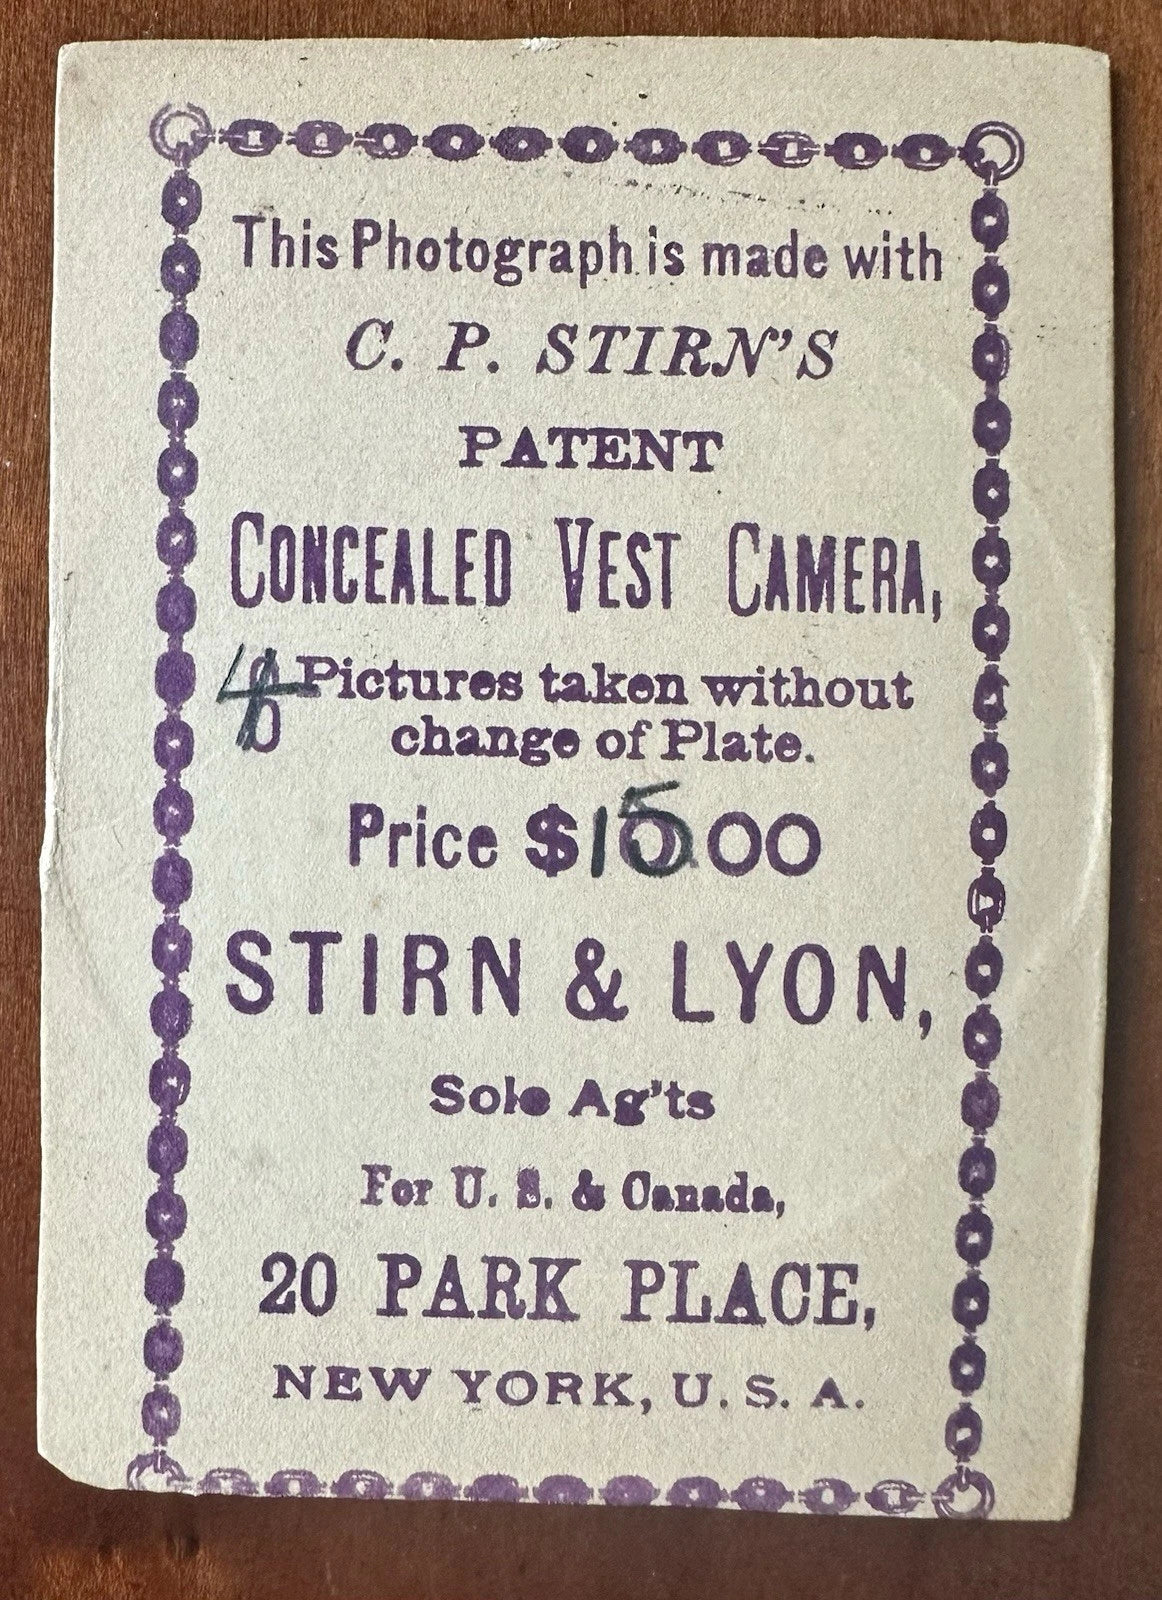 This Photograph is made with
C. P. STIRN'S
PATENT
CONCEALED VEST CAMERA,
4 Pictures taken without
change of Plate.
Price $15.00
STIRN & LYON,
Sole Ag'ts
For U. S. & Canada,
20 PARK PLACE,
NEW YORK, U. S. A.